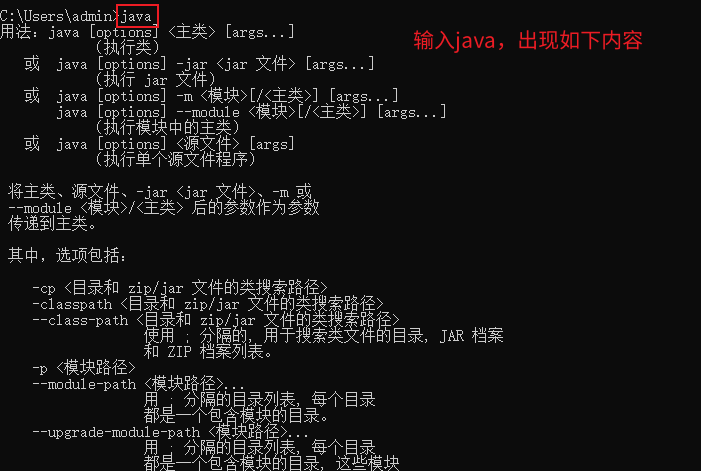 C:\Users\admin>java
输入java，出现如下内容
用法：java [options] <主类> [args...]
(执行类)
或 java [options] -jar <jar 文件> [args...]
(执行 jar 文件)
或 java [options] -m <模块>[/<主类>] [args...]
java [options] --module <模块>[/<主类>] [args...]
(执行模块中的主类)
或 java [options] <源文件> [args]
(执行单个源文件程序)
将主类、源文件、-jar <jar 文件>、-m 或
--module <模块>/<主类> 后的参数作为参数
传递到主类。
其中，选项包括：
-cp <目录和 zip/jar 文件的类搜索路径>
-classpath <目录和 zip/jar 文件的类搜索路径>
--class-path <目录和 zip/jar 文件的类搜索路径>
使用 ; 分隔的, 用于搜索类文件的目录, JAR 档案
和 ZIP 档案列表。
-p <模块路径>
--module-path <模块路径>...
用 ; 分隔的目录列表, 每个目录
都是一个包含模块的目录。
--upgrade-module-path <模块路径>...
用 ; 分隔的目录列表, 每个目录
都是一个包含模块的目录, 这些模块